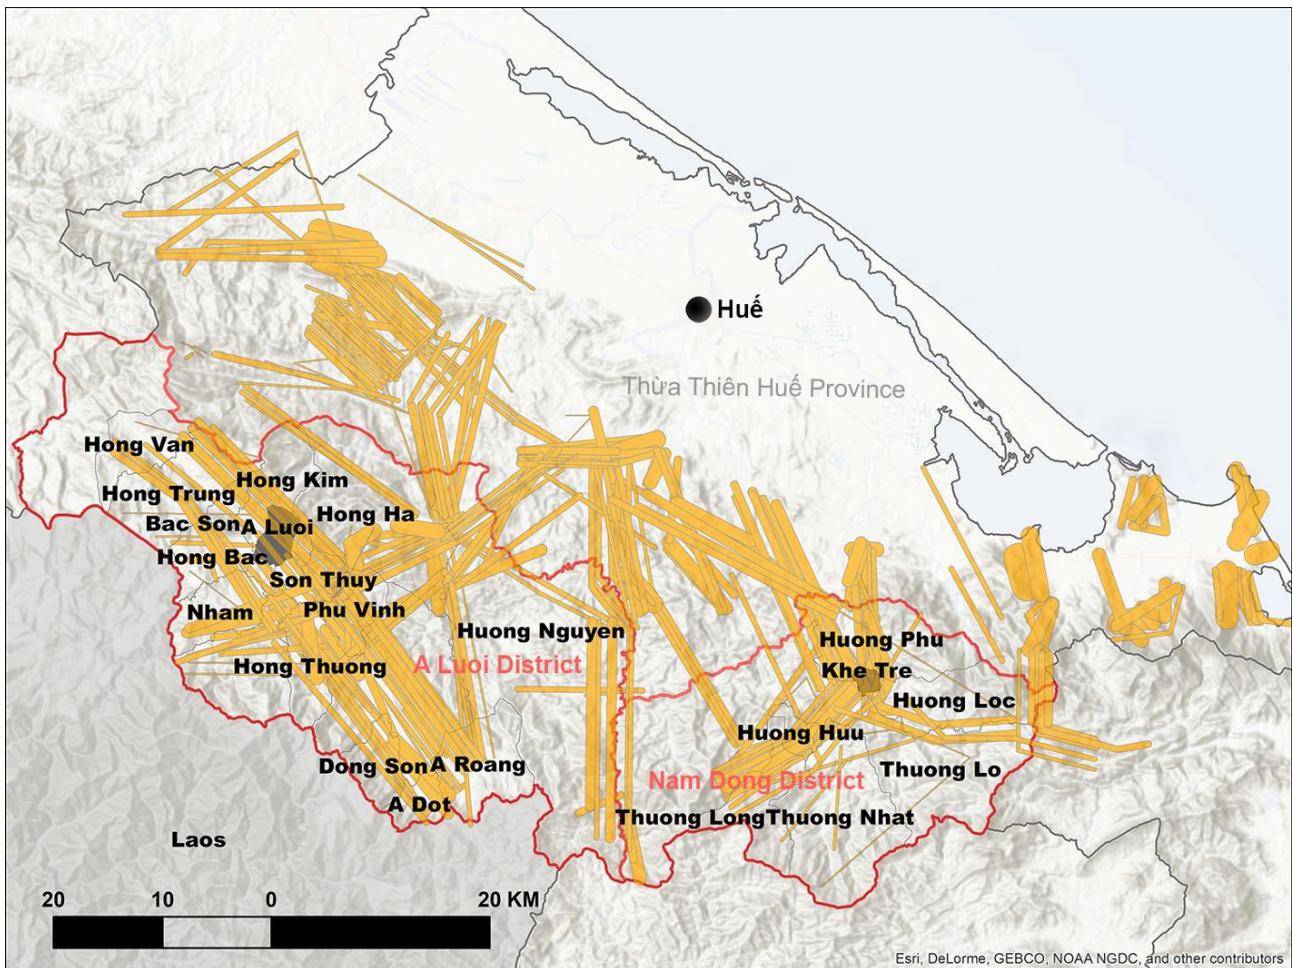 Huế
Thừa Thiên Huế Province
Hong Van
Hong Kim
Hong Trung
Hong Ha
Bac Son
A Luoi
Hong Bac
Son Thuy
Nham
Phu Vinh
Huong Nguyen
Huong Phu
Hong Thuong
A Luoi District
Khe Tre
Huong Loc
Huong Huu
Dong Son
A Roang
Thuong Lo
Nam Dong District
A Dot
Thuong Long
Thuong Nhat
Laos
20 10 0 20 KM
Esri, DeLorme, GEBCO, NOAA NGDC, and other contributors